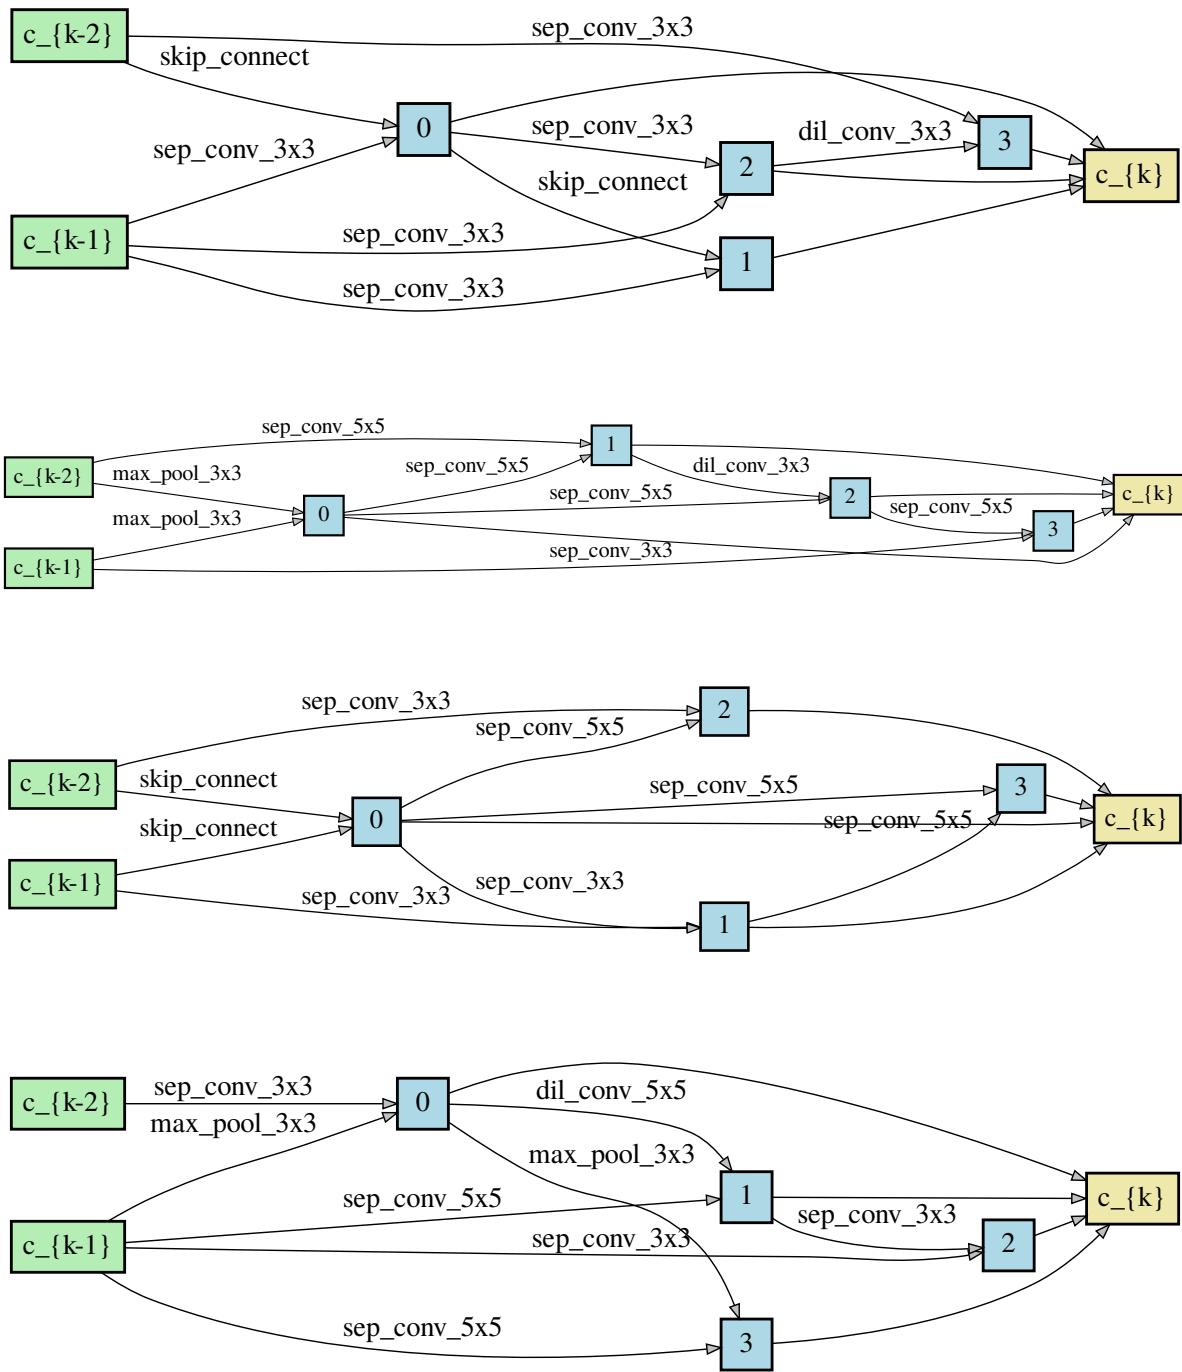 c_{k-2}
sep_conv_3x3
skip_connect
0
sep_conv_3x3
dil_conv_3x3
3
sep_conv_3x3
2
skip_connect
c_{k}
c_{k-1}
sep_conv_3x3
1
sep_conv_3x3
sep_conv_5x5
1
c_{k-2}
max_pool_3x3
sep_conv_5x5
dil_conv_3x3
2
c_{k}
max_pool_3x3
0
sep_conv_5x5
sep_conv_5x5
3
c_{k-1}
sep_conv_3x3
sep_conv_3x3
2
sep_conv_5x5
c_{k-2}
skip_connect
sep_conv_5x5
3
skip_connect
0
sep_conv_5x5
c_{k}
c_{k-1}
sep_conv_3x3
sep_conv_3x3
1
c_{k-2}
sep_conv_3x3
0
dil_conv_5x5
max_pool_3x3
max_pool_3x3
sep_conv_5x5
1
c_{k}
sep_conv_3x3
c_{k-1}
sep_conv_3x3
2
sep_conv_5x5
3